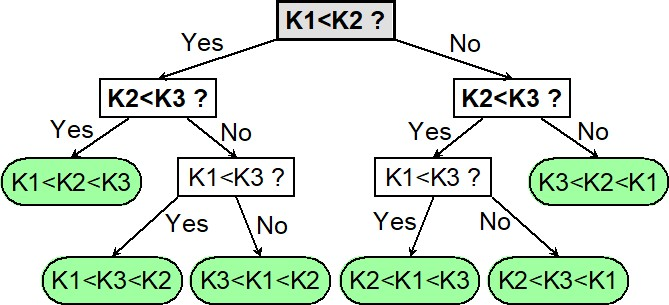 K1<K2 ?
Yes
No
K2<K3 ?
K2<K3 ?
Yes
No
Yes
No
K1<K2<K3
K1<K3 ?
K1<K3 ?
K3<K2<K1
Yes
No
Yes
No
K1<K3<K2
K3<K1<K2
K2<K1<K3
K2<K3<K1